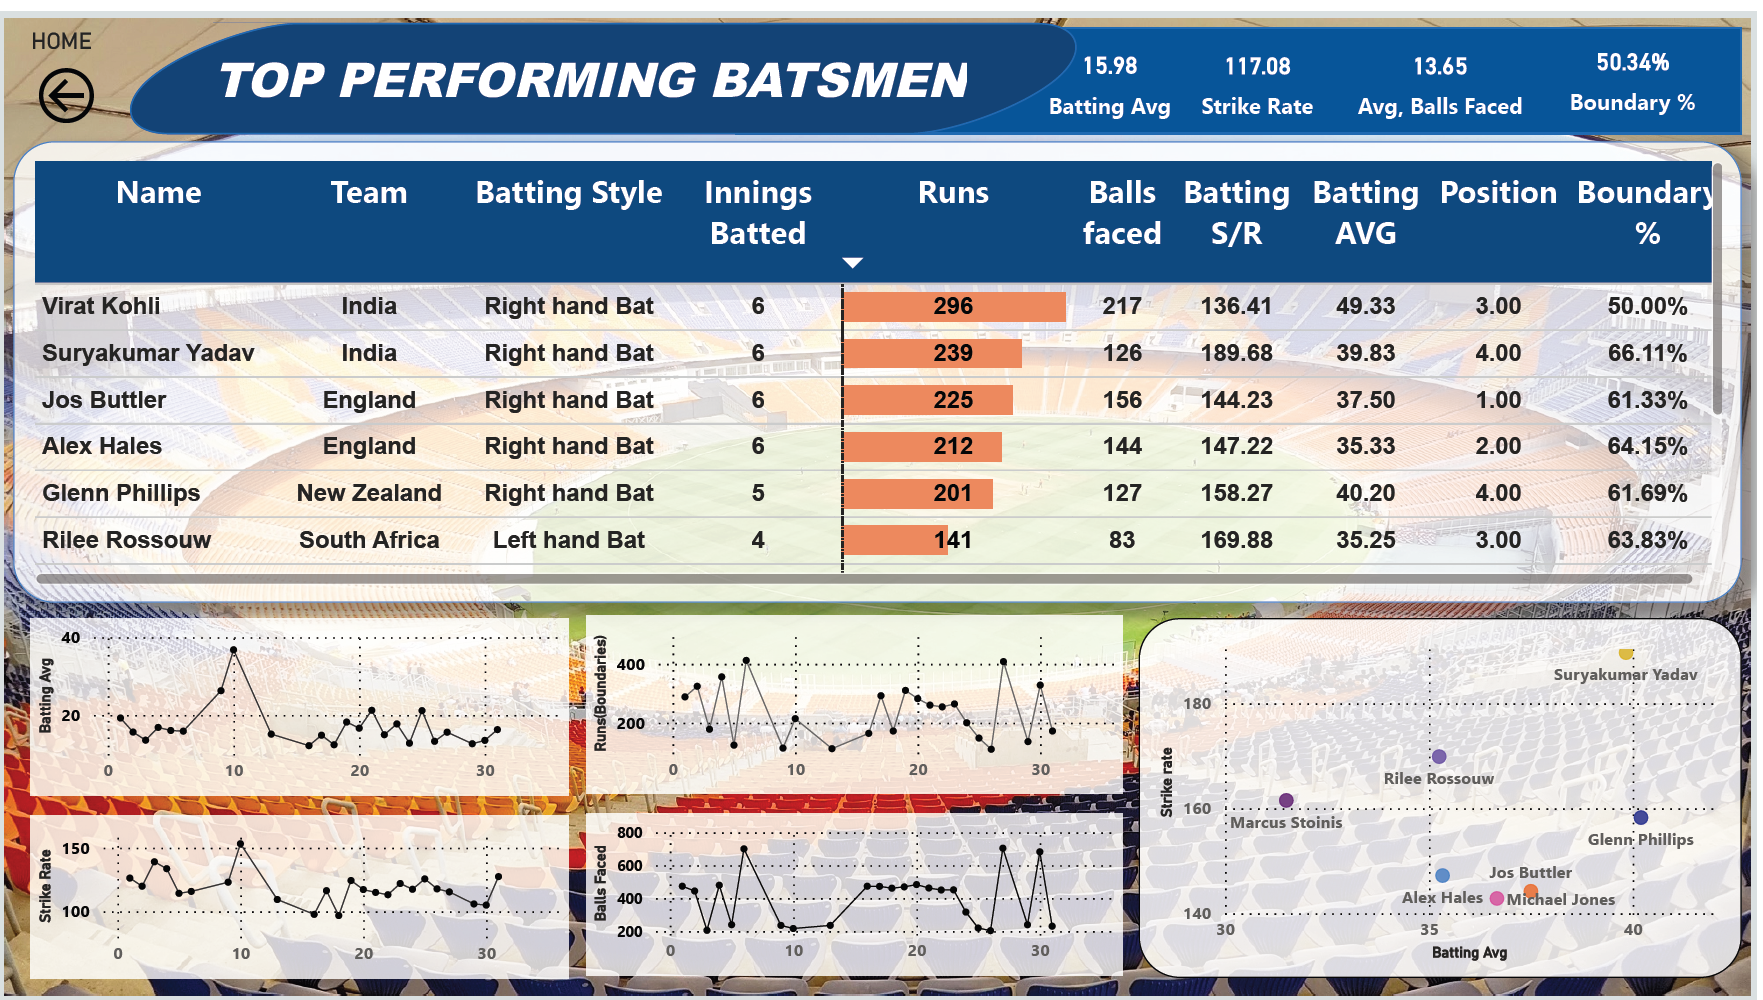 HOME
TOP PERFORMING BATSMEN
15.98 117.08 13.65 50.34%
Batting Avg Strike Rate Avg, Balls Faced Boundary %
Name Team Batting Style Innings Batted Runs Balls faced Batting S/R Batting AVG Position Boundary %
Virat Kohli India Right hand Bat 6 296 217 136.41 49.33 3.00 50.00%
Suryakumar Yadav India Right hand Bat 6 239 126 189.68 39.83 4.00 66.11%
Jos Buttler England Right hand Bat 6 225 156 144.23 37.50 1.00 61.33%
Alex Hales England Right hand Bat 6 212 144 147.22 35.33 2.00 64.15%
Glenn Phillips New Zealand Right hand Bat 5 201 127 158.27 40.20 4.00 61.69%
Rilee Rossouw South Africa Left hand Bat 4 141 83 169.88 35.25 3.00 63.83%
Batting Avg
40
20
0 10 20 30
Runs(Boundaries)
400
200
0 10 20 30
Strike Rate
150
100
0 10 20 30
Balls Faced
800
600
400
200
0 10 20 30
Strike rate
180
160
140
Suryakumar Yadav
Rilee Rossouw
Marcus Stoinis
Glenn Phillips
Jos Buttler
Alex Hales
Michael Jones
30 35 40
Batting Avg